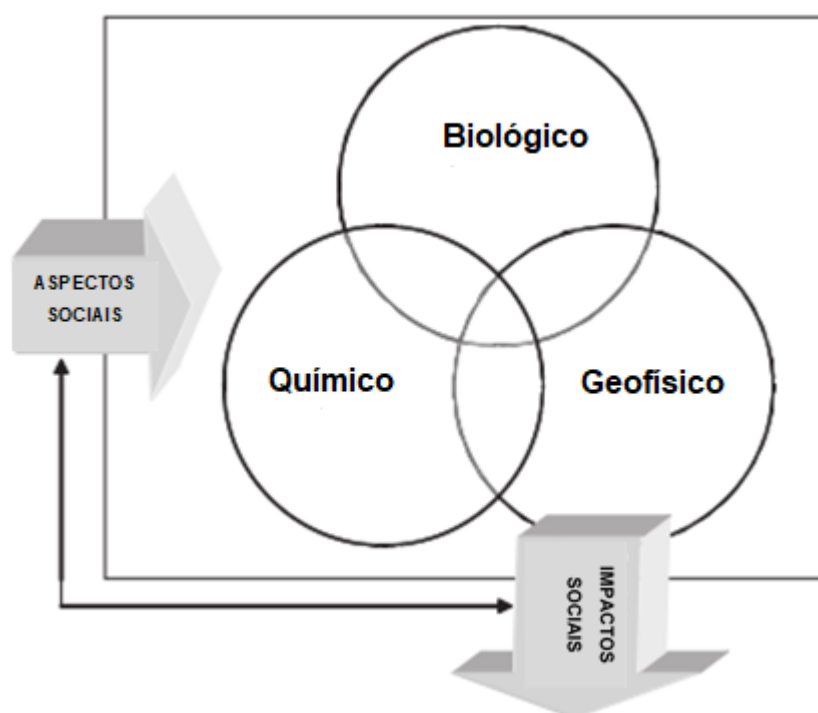 Biológico
ASPECTOS
SOCIAIS
Químico
Geofísico
IMPACTOS
SOCIAIS